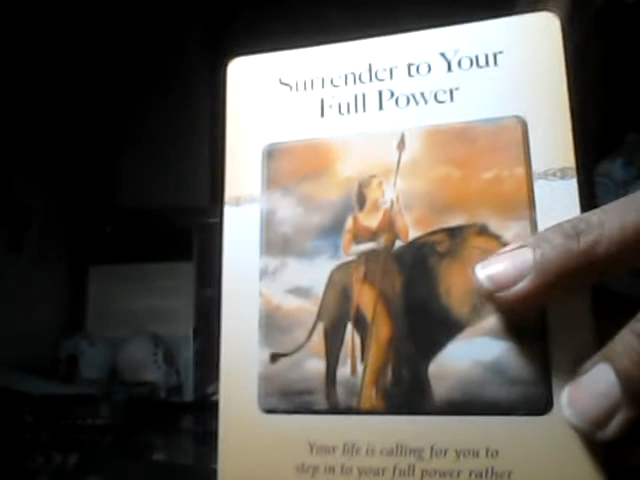 Surrender to Your
Full Power
Your life is calling for you to
step in to your full power rather